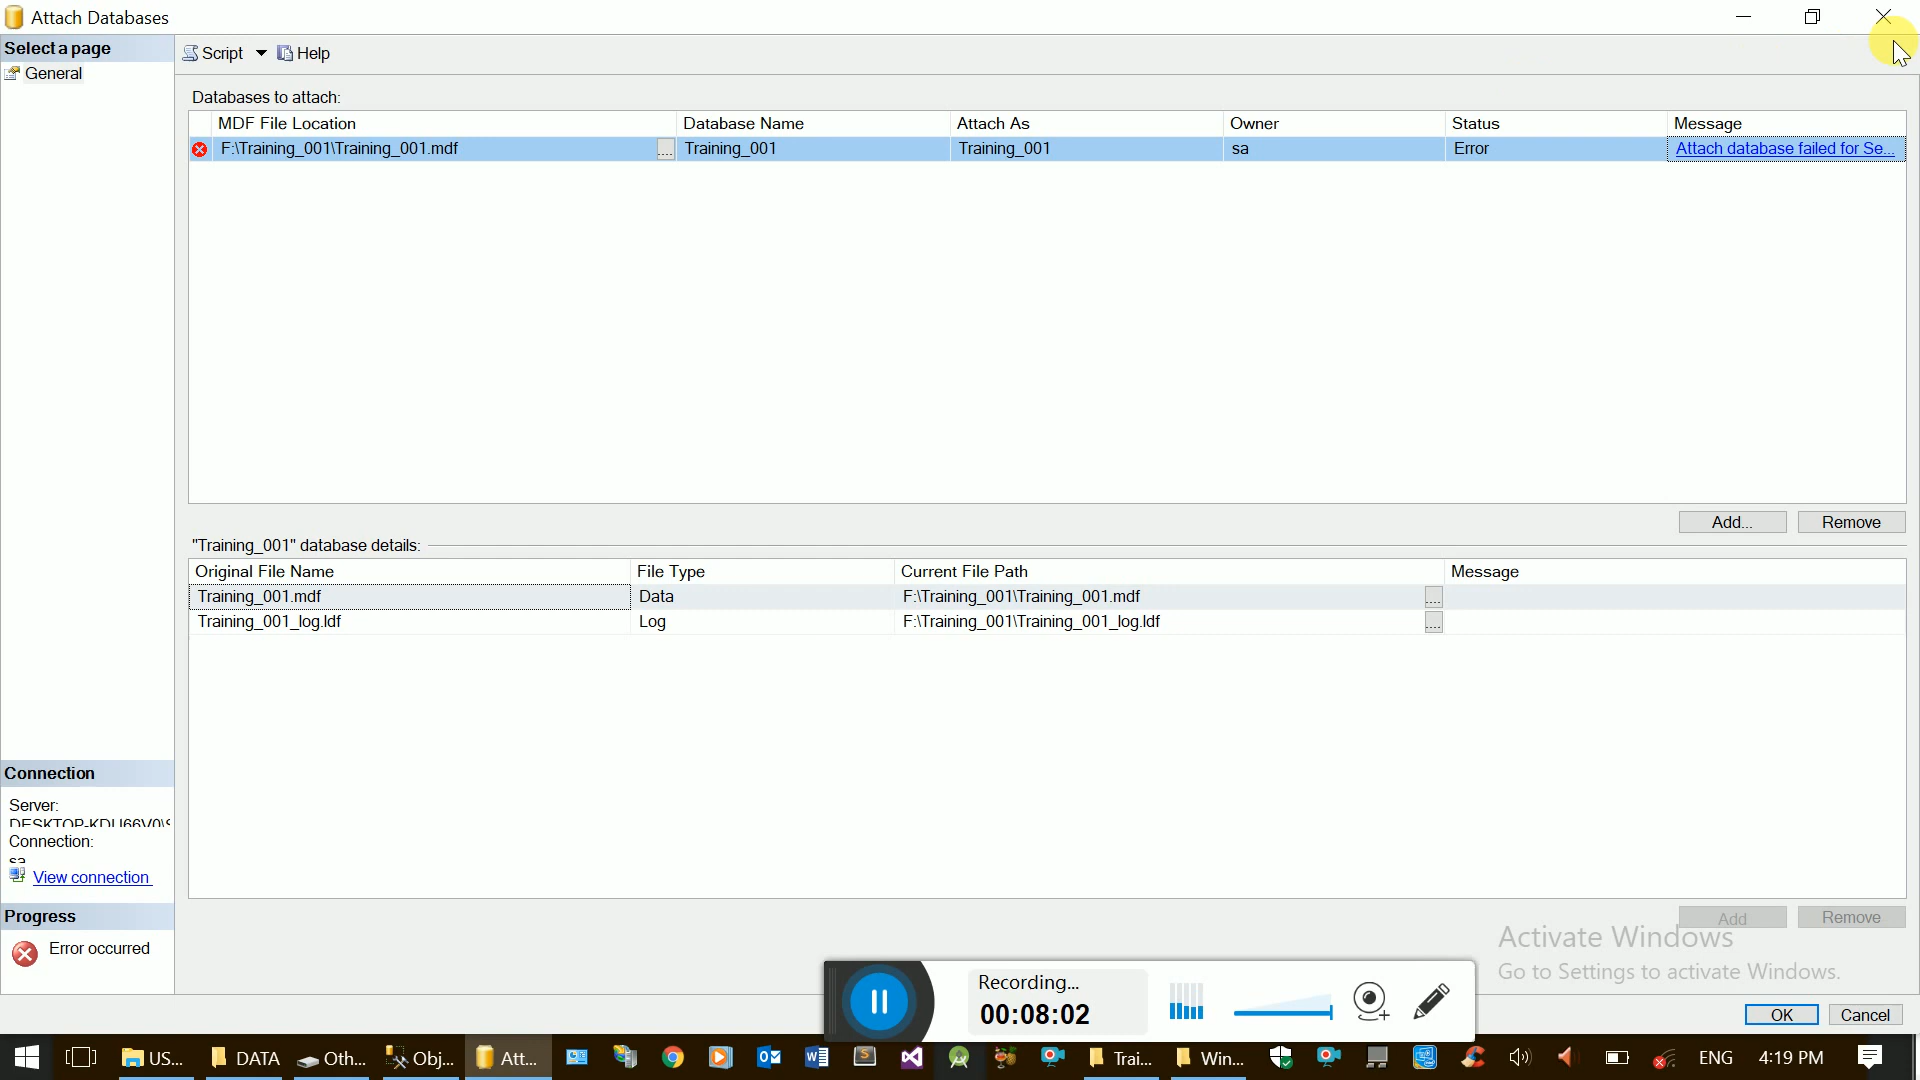 Attach Databases
Select a page
General
Script
Help
Databases to attach:
MDF File Location Database Name Attach As Owner Status Message
F:\Training_001\Training_001.mdf ... Training_001 Training_001 sa Error Attach database failed for Se...
Add... Remove
"Training_001" database details:
Original File Name File Type Current File Path Message
Training_001.mdf Data F:\Training_001\Training_001.mdf ...
Training_001_log.ldf Log F:\Training_001\Training_001_log.ldf ...
Connection
Server:
Connection:
sa
View connection
Progress
Error occurred
Add Remove
Activate Windows
Go to Settings to activate Windows.
Recording...
00:08:02
OK Cancel
US... DATA Oth... Obj... Att... Trai... Win... ENG 4:19 PM